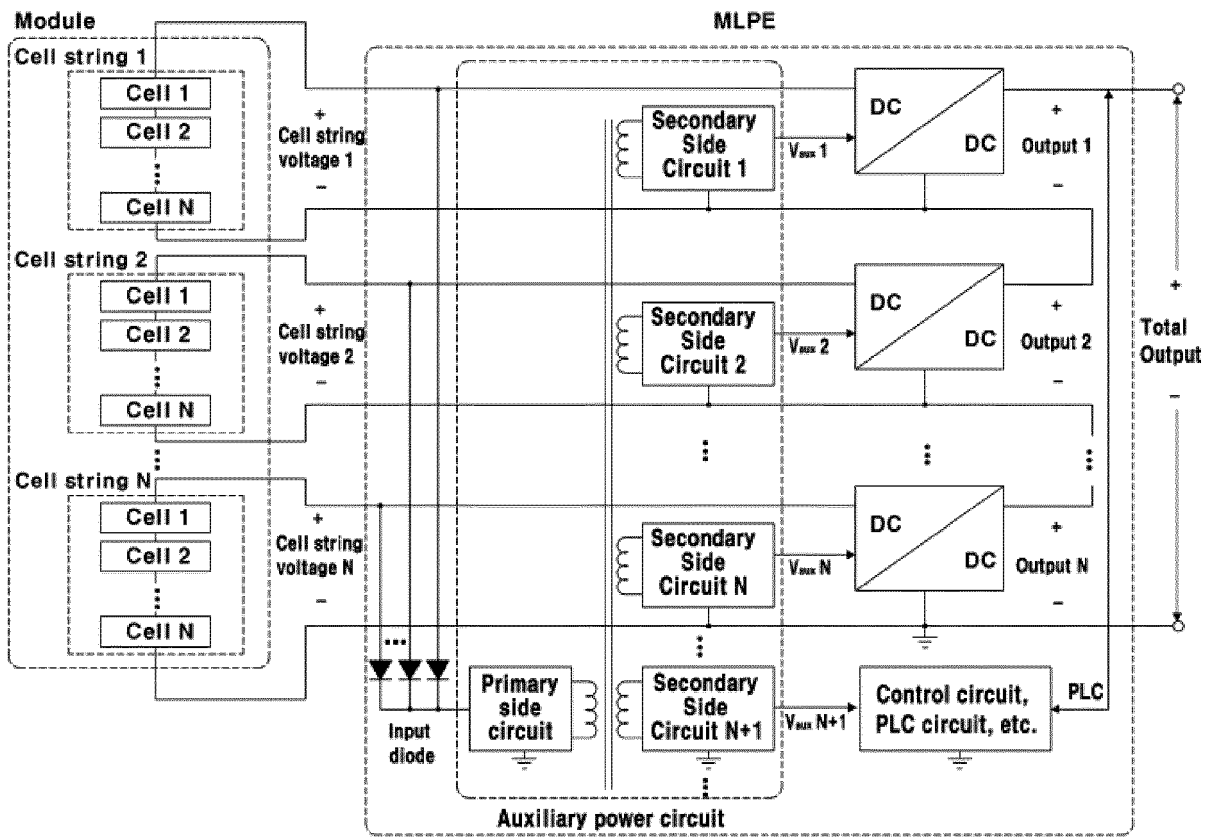 Module
MLPE
Cell string 1
Cell 1
Cell 2
Cell N
+
Cell string
voltage 1
−
Secondary
Side
Circuit 1
Vaux 1
DC
DC
+
Output 1
−
Cell string 2
Cell 1
Cell 2
Cell N
+
Cell string
voltage 2
−
Secondary
Side
Circuit 2
Vaux 2
DC
DC
+
Output 2
−
+
Total
Output
−
Cell string N
Cell 1
Cell 2
Cell N
+
Cell string
voltage N
−
Secondary
Side
Circuit N
Vaux N
DC
DC
+
Output N
−
Input
diode
Primary
side
circuit
Secondary
Side
Circuit N+1
Vaux N+1
Control circuit,
PLC circuit, etc.
PLC
Auxiliary power circuit